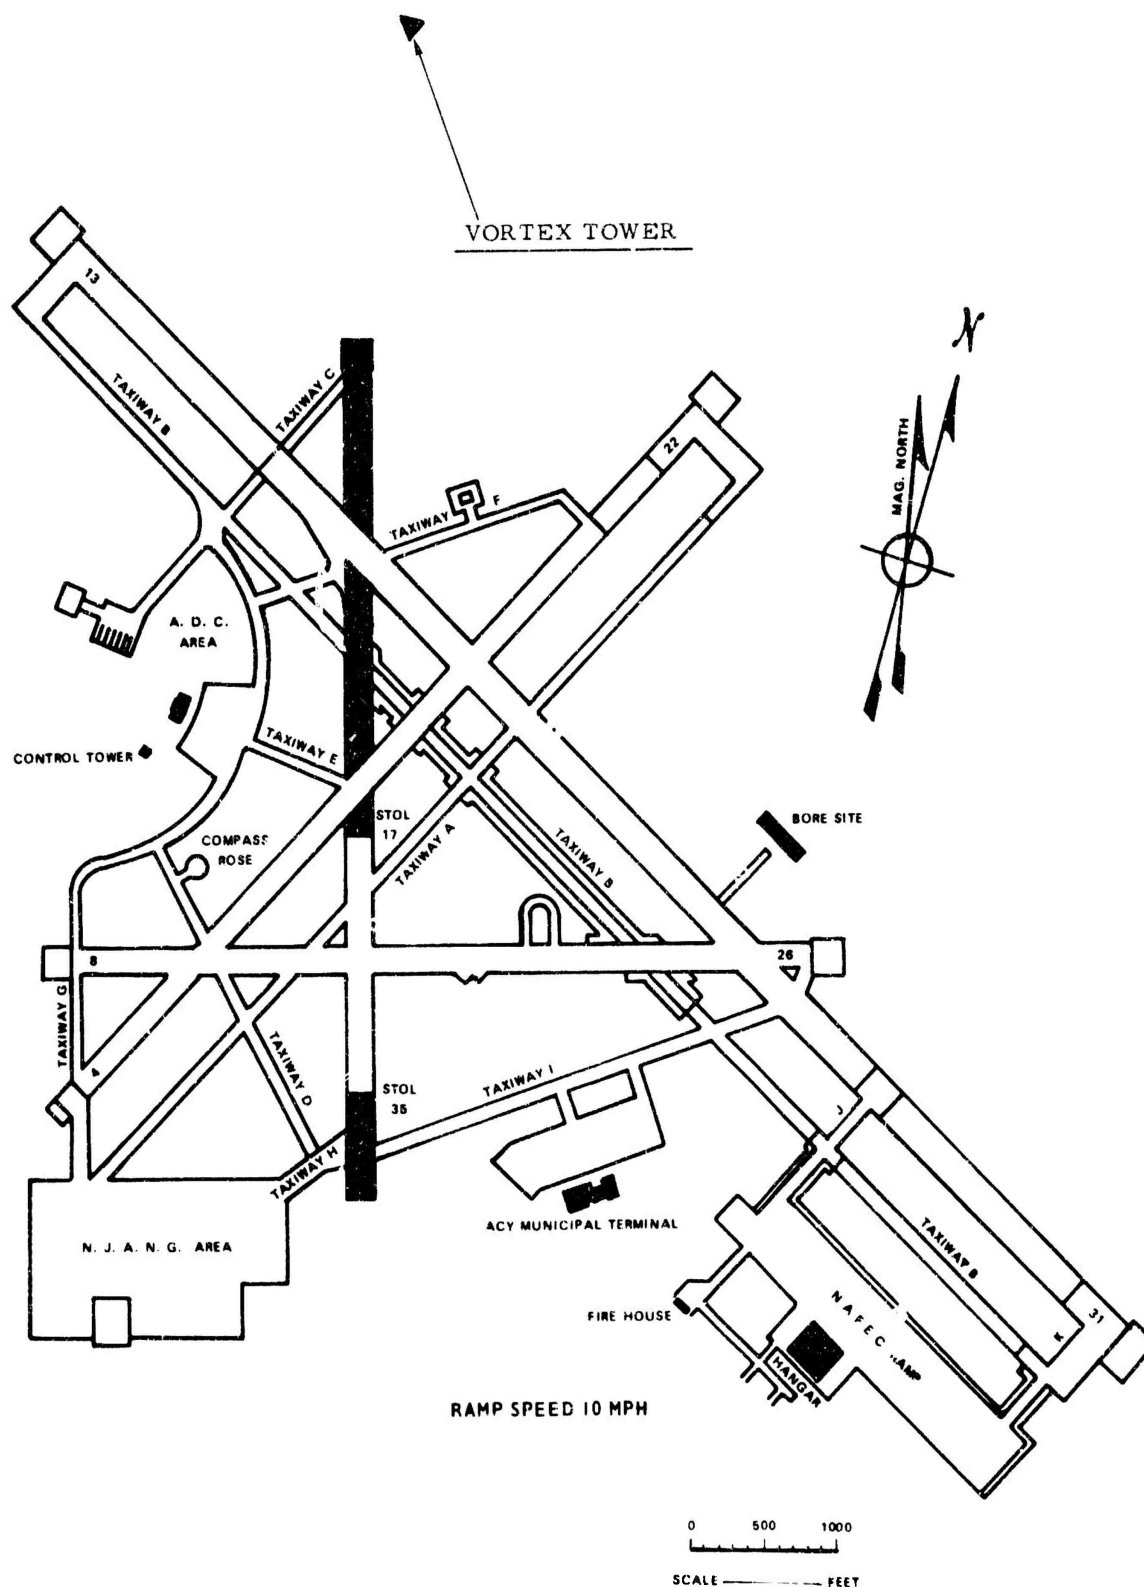 VORTEX TOWER
N
13
TAXIWAY C
TAXIWAY B
22
MAG. NORTH
TAXIWAY F
A. D. C.
AREA
TAXIWAY E
CONTROL TOWER
STOL
17
BORE SITE
COMPASS
ROSE
TAXIWAY A
TAXIWAY B
8
26
TAXIWAY G
4
TAXIWAY D
TAXIWAY I
STOL
35
J
TAXIWAY H
ACY MUNICIPAL TERMINAL
N. J. A. N. G. AREA
TAXIWAY B
FIRE HOUSE
N A F E C
31
K
HANGAR
RAMP SPEED 10 MPH
0 500 1000
SCALE FEET